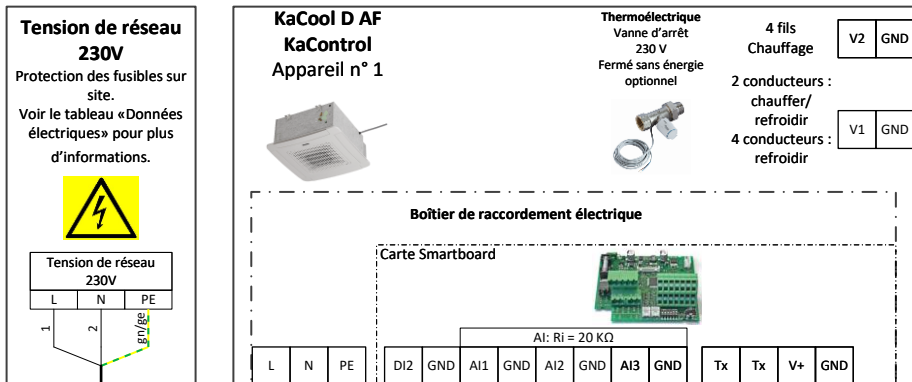 Tension de réseau
230V
Protection des fusibles sur
site.
Voir le tableau «Données
électriques» pour plus
d'informations.
Tension de réseau
230V
L N PE
1 2 gn/ge
KaCool D AF
KaControl
Appareil n° 1
Thermoélectrique
Vanne d'arrêt
230 V
Fermé sans énergie
optionnel
4 fils
Chauffage
V2 GND
2 conducteurs :
chauffer/
refroidir
4 conducteurs :
refroidir
V1 GND
Boîtier de raccordement électrique
Carte Smartboard
AI: Ri = 20 KΩ
L N PE DI2 GND AI1 GND AI2 GND AI3 GND Tx Tx V+ GND